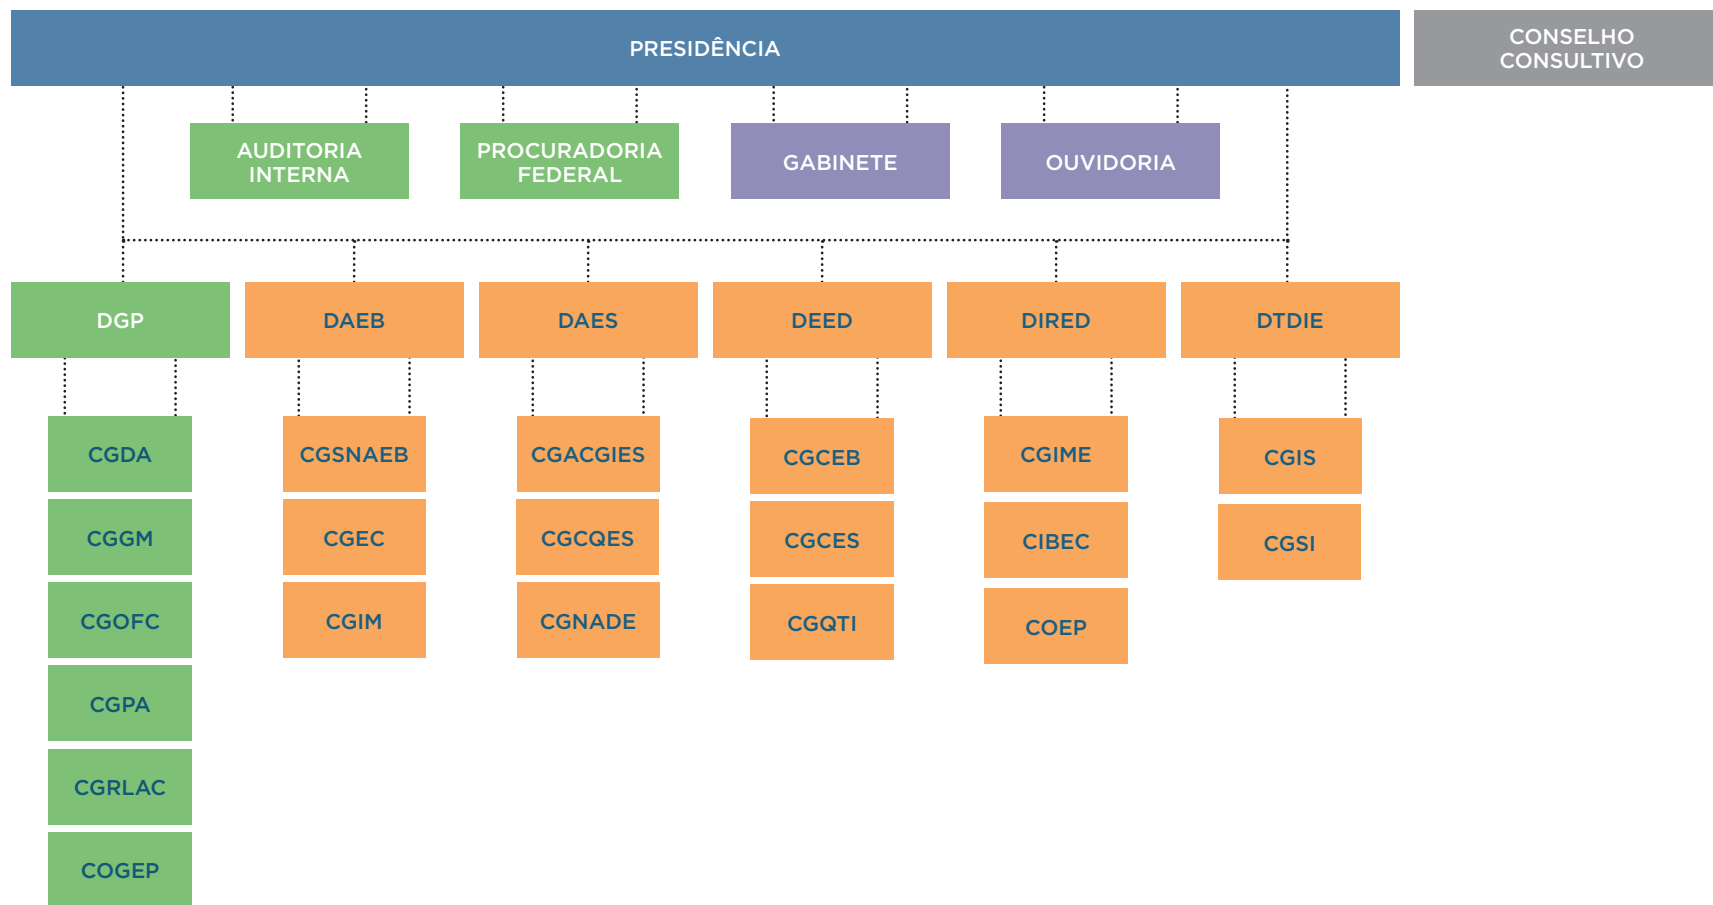 PRESIDÊNCIA
CONSELHO
CONSULTIVO
AUDITORIA
INTERNA
PROCURADORIA
FEDERAL
GABINETE
OUVIDORIA
DGP
DAEB
DAES
DEED
DIRED
DTDIE
CGDA
CGGM
CGOFC
CGPA
CGRLAC
COGEP
CGSNAEB
CGEC
CGIM
CGACGIES
CGCQES
CGNADE
CGCEB
CGCES
CGQTI
CGIME
CIBEC
COEP
CGIS
CGSI